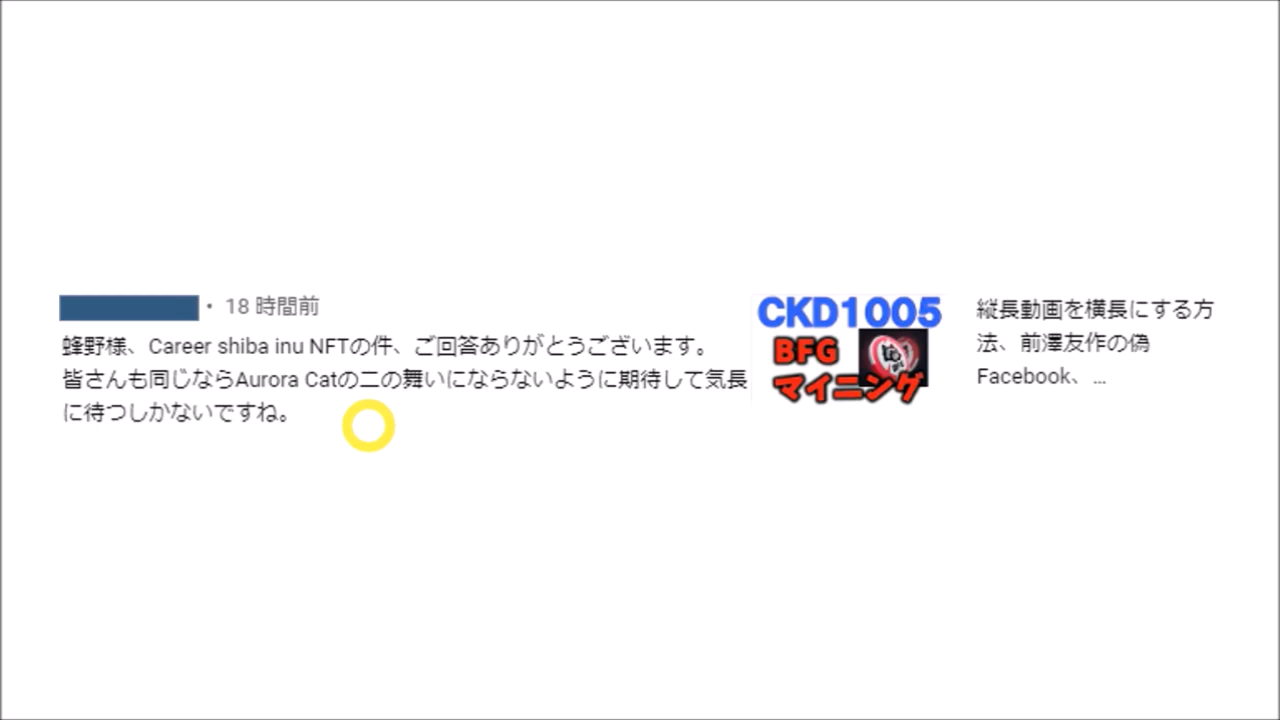 • 18 時間前
蜂野様、Career shiba inu NFTの件、ご回答ありがとうございます。
皆さんも同じならAurora Catの二の舞いにならないように期待して気長
に待つしかないですね。
CKD1005
BFG
マイニング
縦長動画を横長にする方
法、前澤友作の偽
Facebook、...